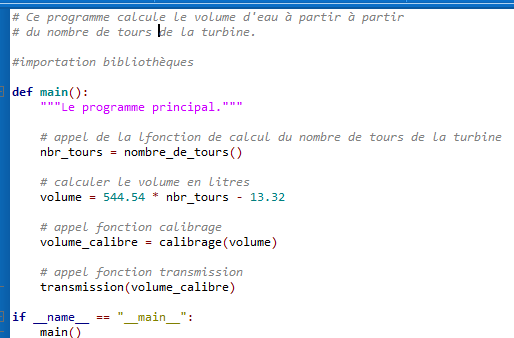 # Ce programme calcule le volume d'eau à partir à partir
# du nombre de tours de la turbine.
#importation bibliothèques
def main():
"""Le programme principal."""
# appel de la lfonction de calcul du nombre de tours de la turbine
nbr_tours = nombre_de_tours()
# calculer le volume en litres
volume = 544.54 * nbr_tours - 13.32
# appel fonction calibrage
volume_calibre = calibrage(volume)
# appel fonction transmission
transmission(volume_calibre)
if __name__ == "__main__":
main()